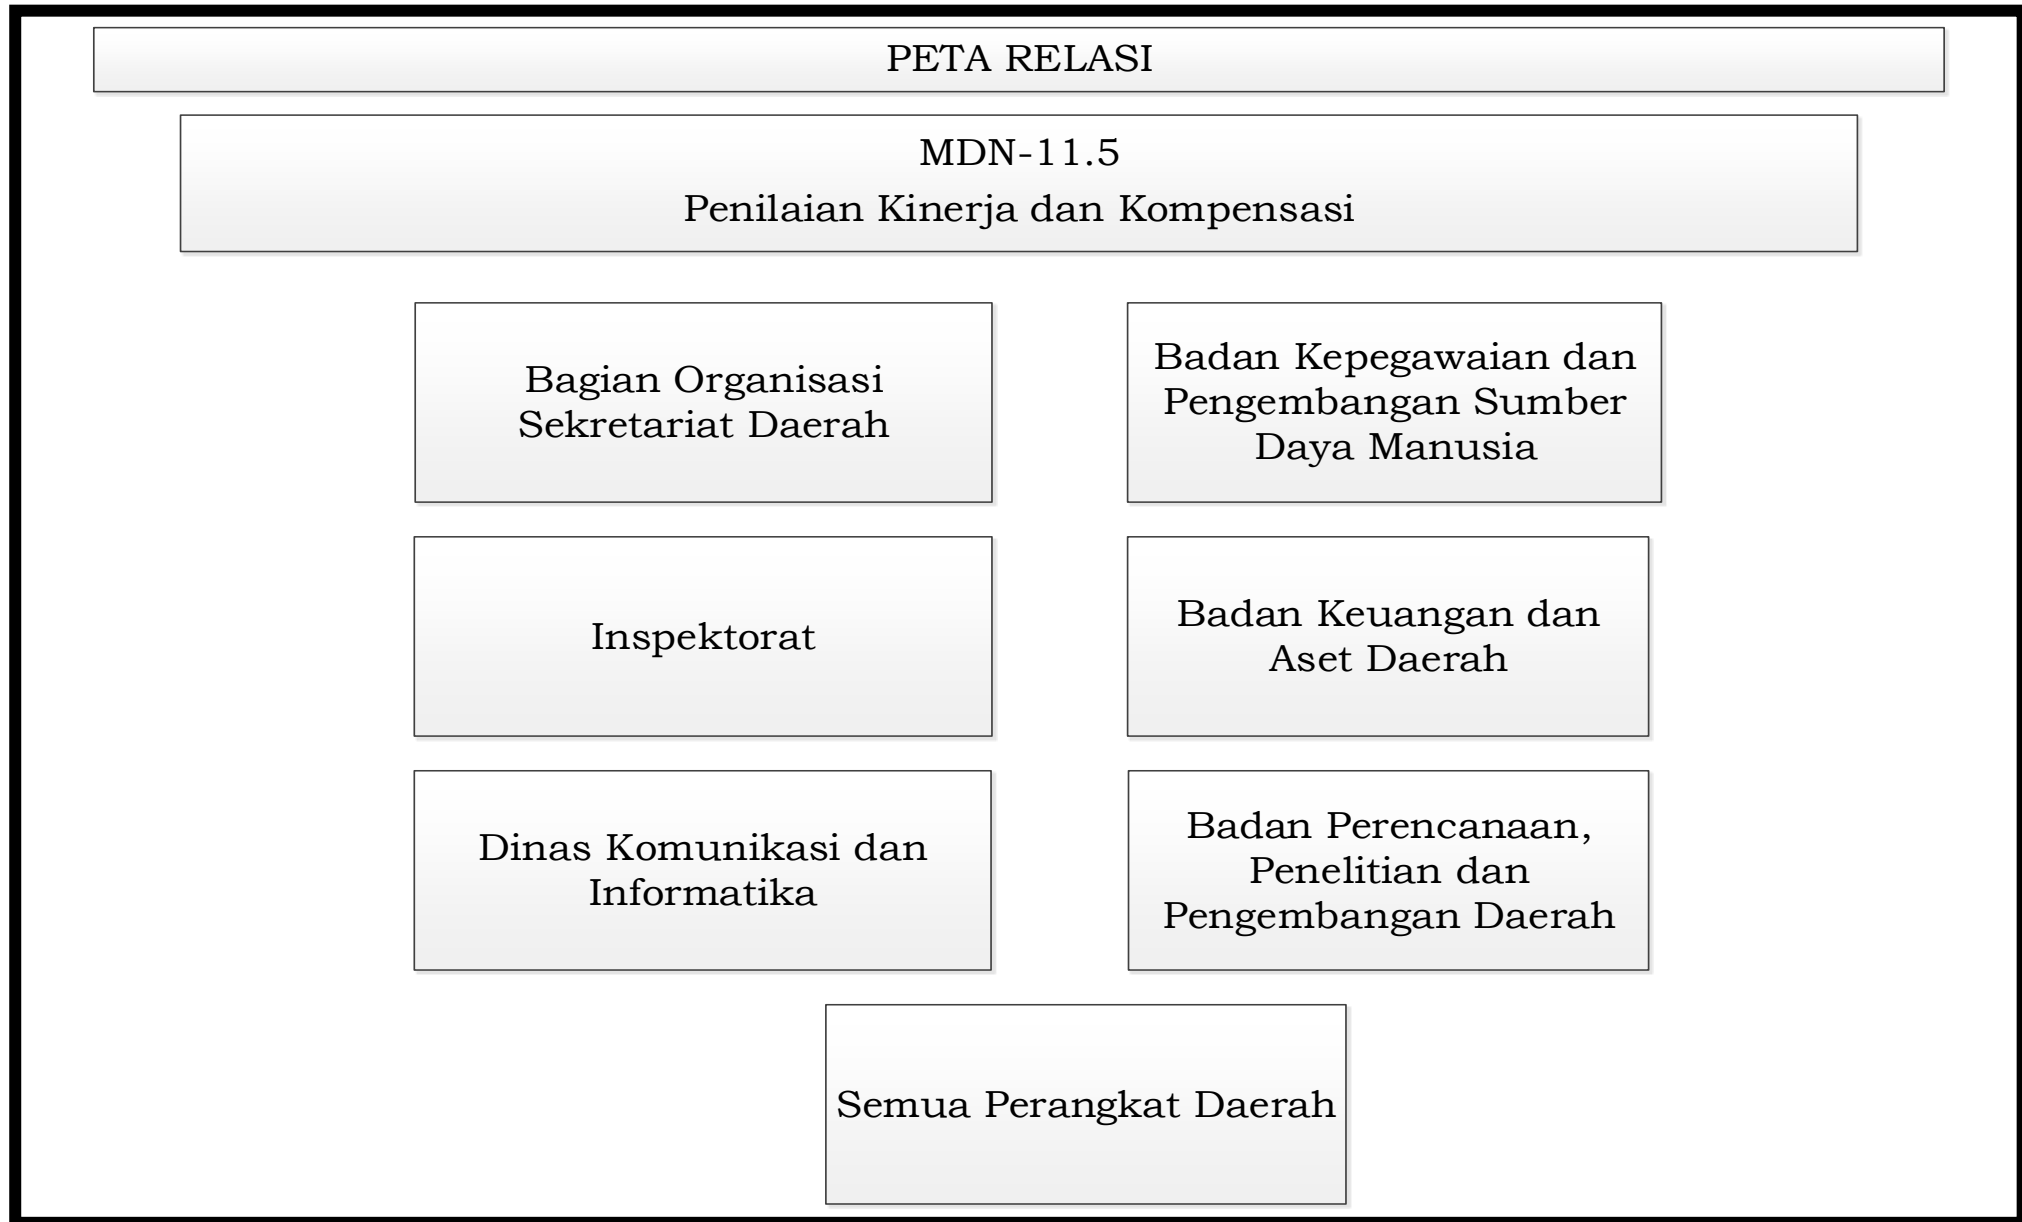 PETA RELASI
MDN-11.5
Penilaian Kinerja dan Kompensasi
Bagian Organisasi
Sekretariat Daerah
Badan Kepegawaian dan
Pengembangan Sumber
Daya Manusia
Inspektorat
Badan Keuangan dan
Aset Daerah
Dinas Komunikasi dan
Informatika
Badan Perencanaan,
Penelitian dan
Pengembangan Daerah
Semua Perangkat Daerah